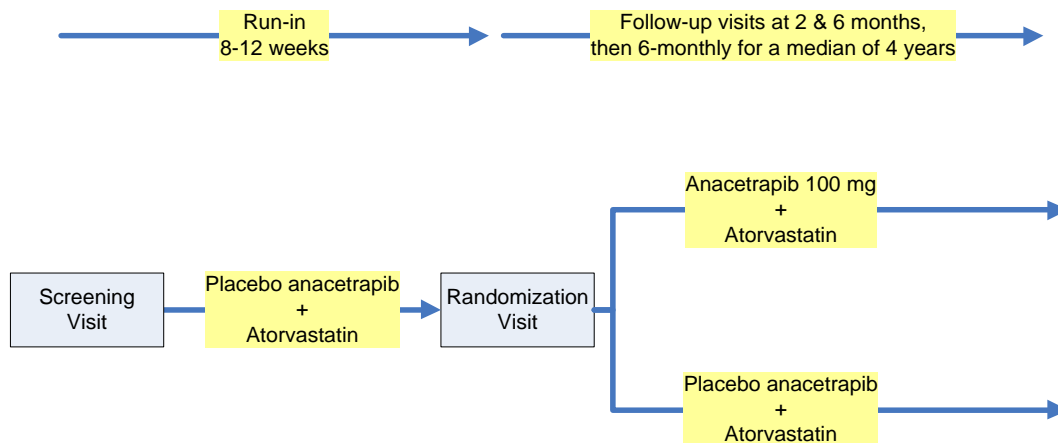 Run-in
8-12 weeks
Follow-up visits at 2 & 6 months,
then 6-monthly for a median of 4 years
Anacetrapib 100 mg
+
Atorvastatin
Screening
Visit
Placebo anacetrapib
+
Atorvastatin
Randomization
Visit
Placebo anacetrapib
+
Atorvastatin